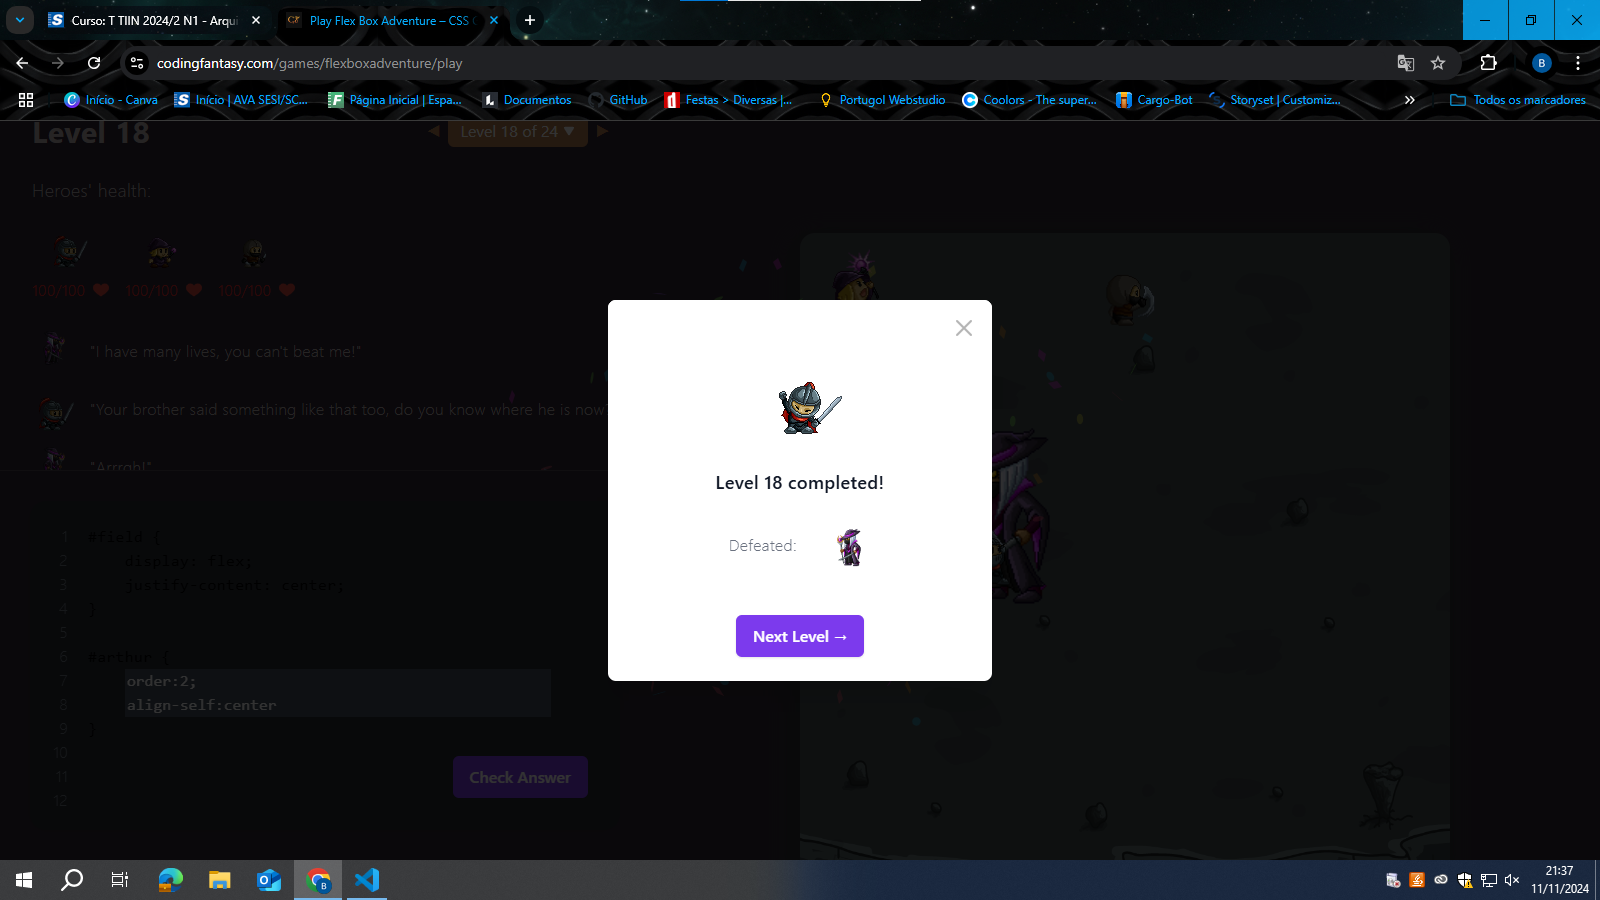 Curso: T TIIN 2024/2 N1 - Arqui
Play Flex Box Adventure – CSS
codingfantasy.com/games/flexboxadventure/play
B
Início - Canva
Início | AVA SESI/SC...
Página Inicial | Espa...
Documentos
GitHub
Festas > Diversas |...
Portugol Webstudio
Coolors - The super...
Cargo-Bot
Storyset | Customiz...
Todos os marcadores
Level 18
Level 18 of 24 ▼
Heroes' health:
100/100
100/100
100/100
"I have many lives, you can't beat me!"
"Your brother said something like that too, do you know where he is now
"Arrrgh!"
1 #field {
2 display: flex;
3 justify-content: center;
4 }
5
6 #arthur {
7 order:2;
8 align-self:center
9 }
10
11
12
Check Answer
Level 18 completed!
Defeated:
Next Level →
21:37
11/11/2024